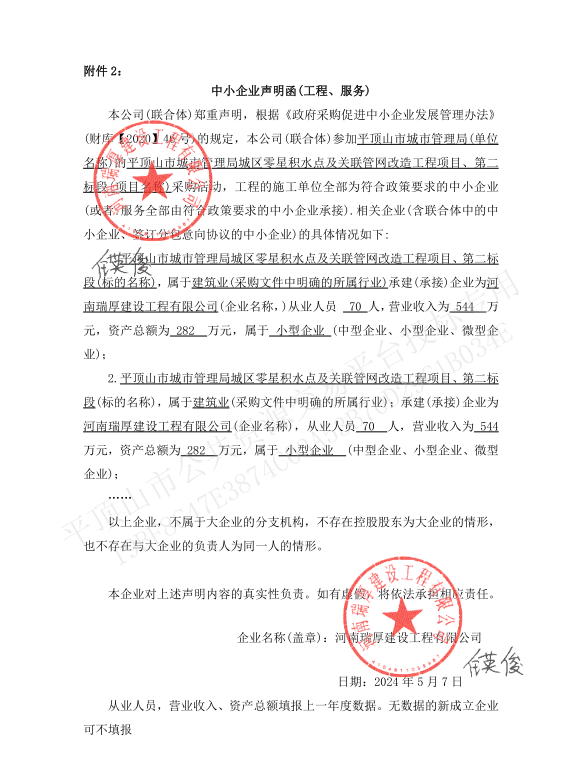 附件 2：
中小企业声明函(工程、服务)
本公司(联合体)郑重声明，根据《政府采购促进中小企业发展管理办法》
(财库【2020】46 号)的规定，本公司(联合体)参加平顶山市城市管理局(单位
名称)的平顶山市城市管理局城区零星积水点及关联管网改造工程项目、第二
标段(项目名称)采购活动，工程的施工单位全部为符合政策要求的中小企业
(或者:服务全部由符合政策要求的中小企业承接).相关企业(含联合体中的中
小企业、签订分包意向协议的中小企业)的具体情况如下:
平顶山市城市管理局城区零星积水点及关联管网改造工程项目、第二标
段(标的名称)，属于建筑业(采购文件中明确的所属行业)承建(承接)企业为河
南瑞厚建设工程有限公司(企业名称，)从业人员 70 人，营业收入为 544 万
元，资产总额为 282 万元，属于 小型企业 (中型企业、小型企业、微型企
业)；
2.平顶山市城市管理局城区零星积水点及关联管网改造工程项目、第二标
段(标的名称)，属于建筑业(采购文件中明确的所属行业)；承建(承接)企业为
河南瑞厚建设工程有限公司(企业名称)，从业人员 70 人，营业收入为 544
万元，资产总额为 282 万元，属于 小型企业 (中型企业、小型企业、微型
企业)；
……
以上企业，不属于大企业的分支机构，不存在控股股东为大企业的情形，
也不存在与大企业的负责人为同一人的情形。
本企业对上述声明内容的真实性负责。如有虚假，将依法承担相应责任。
企业名称(盖章)：河南瑞厚建设工程有限公司
日期：2024 年 5 月 7 日
从业人员，营业收入、资产总额填报上一年度数据。无数据的新成立企业
可不填报
河南瑞厚建设工程有限公司
河南瑞厚建设工程有限公司